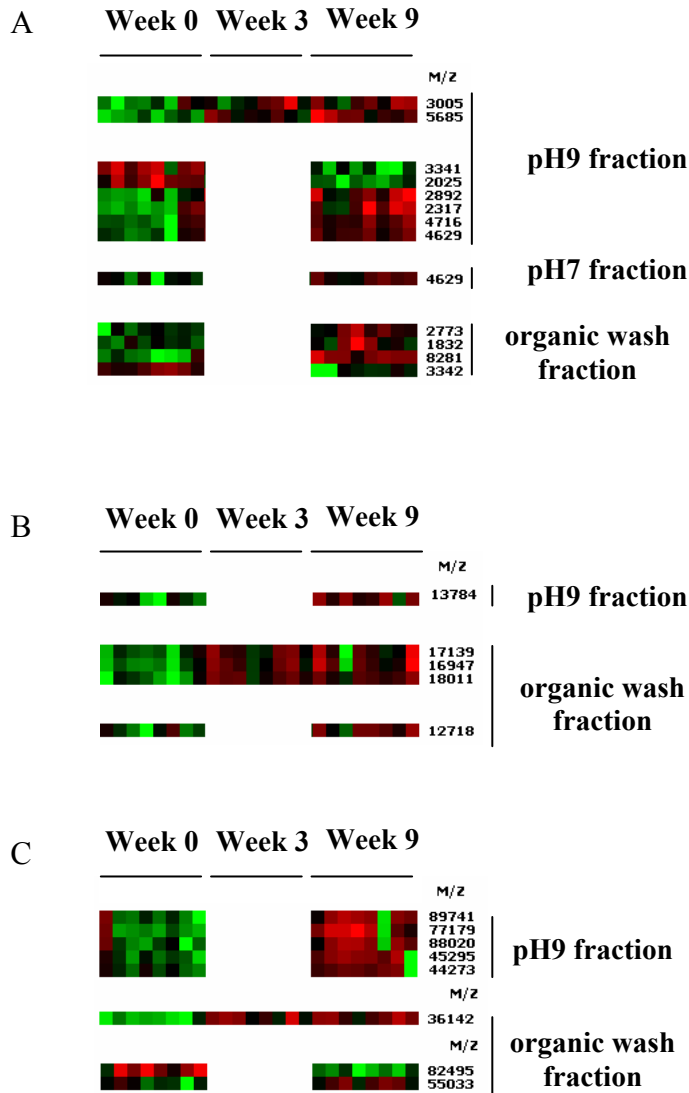 A
Week 0 Week 3 Week 9
M/Z
3005
5685
pH9 fraction
3341
2025
2892
2317
4716
4629
pH7 fraction
4629
organic wash
fraction
2773
1832
8281
3342
B
Week 0 Week 3 Week 9
M/Z
13784
pH9 fraction
17139
16947
18011
organic wash
fraction
12718
C
Week 0 Week 3 Week 9
M/Z
89741
77179
88020
45295
44273
pH9 fraction
M/Z
36142
M/Z
organic wash
fraction
82495
55033